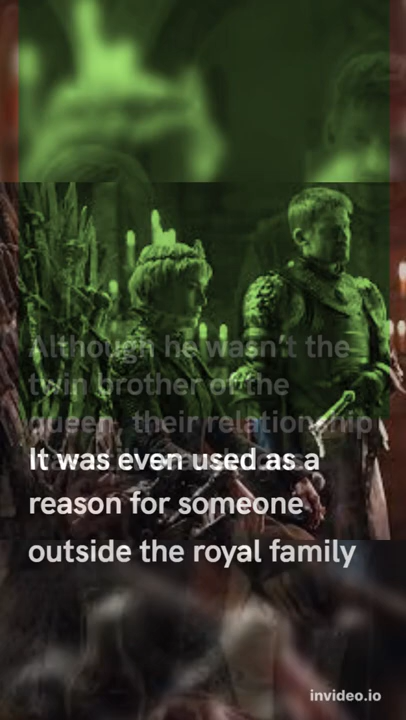 Although he wasn't the
twin brother of the
queen, their relationship
It was even used as a
reason for someone
outside the royal family
invideo.io